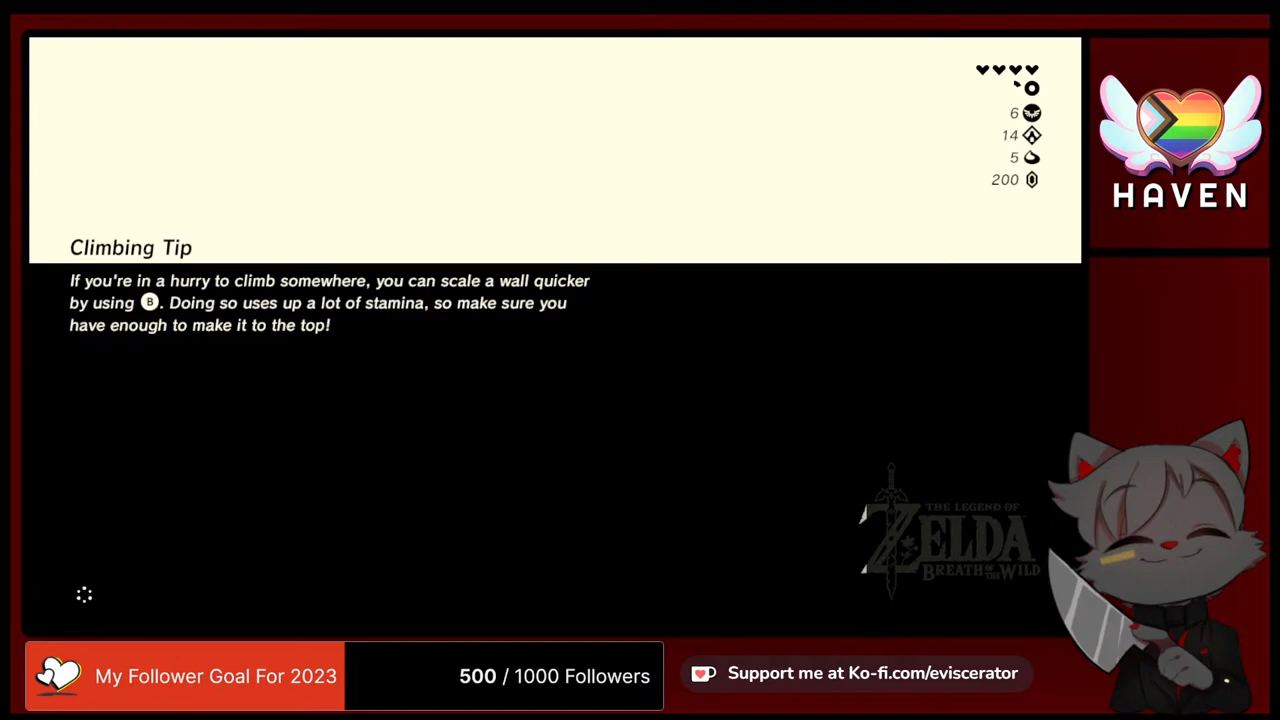 6
14
5
200
HAVEN
Climbing Tip
If you're in a hurry to climb somewhere, you can scale a wall quicker
by using B. Doing so uses up a lot of stamina, so make sure you
have enough to make it to the top!
THE LEGEND OF
ZELDA
BREATH OF THE WILD
My Follower Goal For 2023
500 / 1000 Followers
Support me at Ko-fi.com/eviscerator